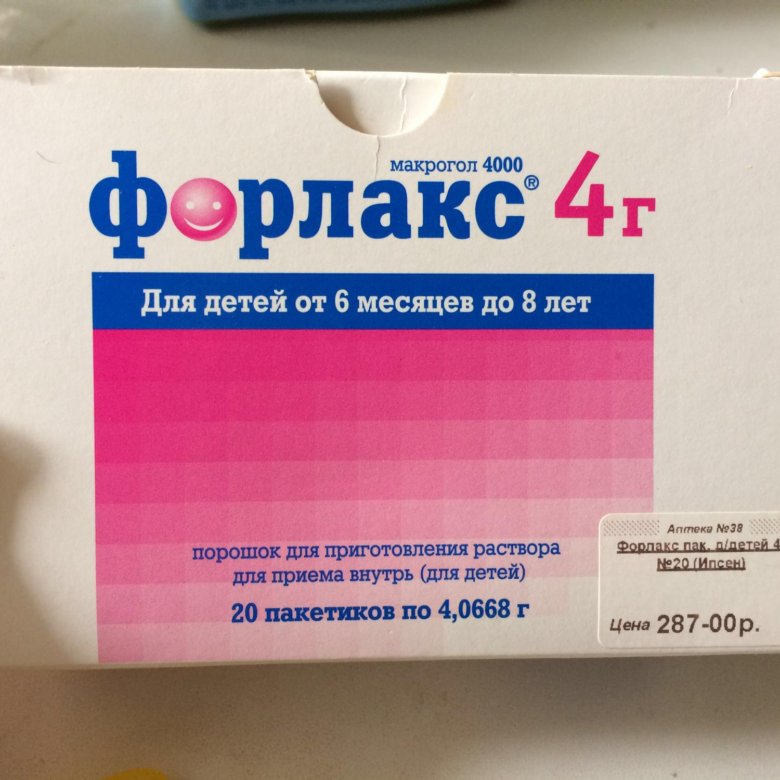 макрогол 4000
форлакс® 4г
Для детей от 6 месяцев до 8 лет
порошок для приготовления раствора
для приема внутрь (для детей)
20 пакетиков по 4,0668 г
Аптека №38
Форлакс пак. д/детей 4
№20 (Ипсен)
Цена 287-00р.